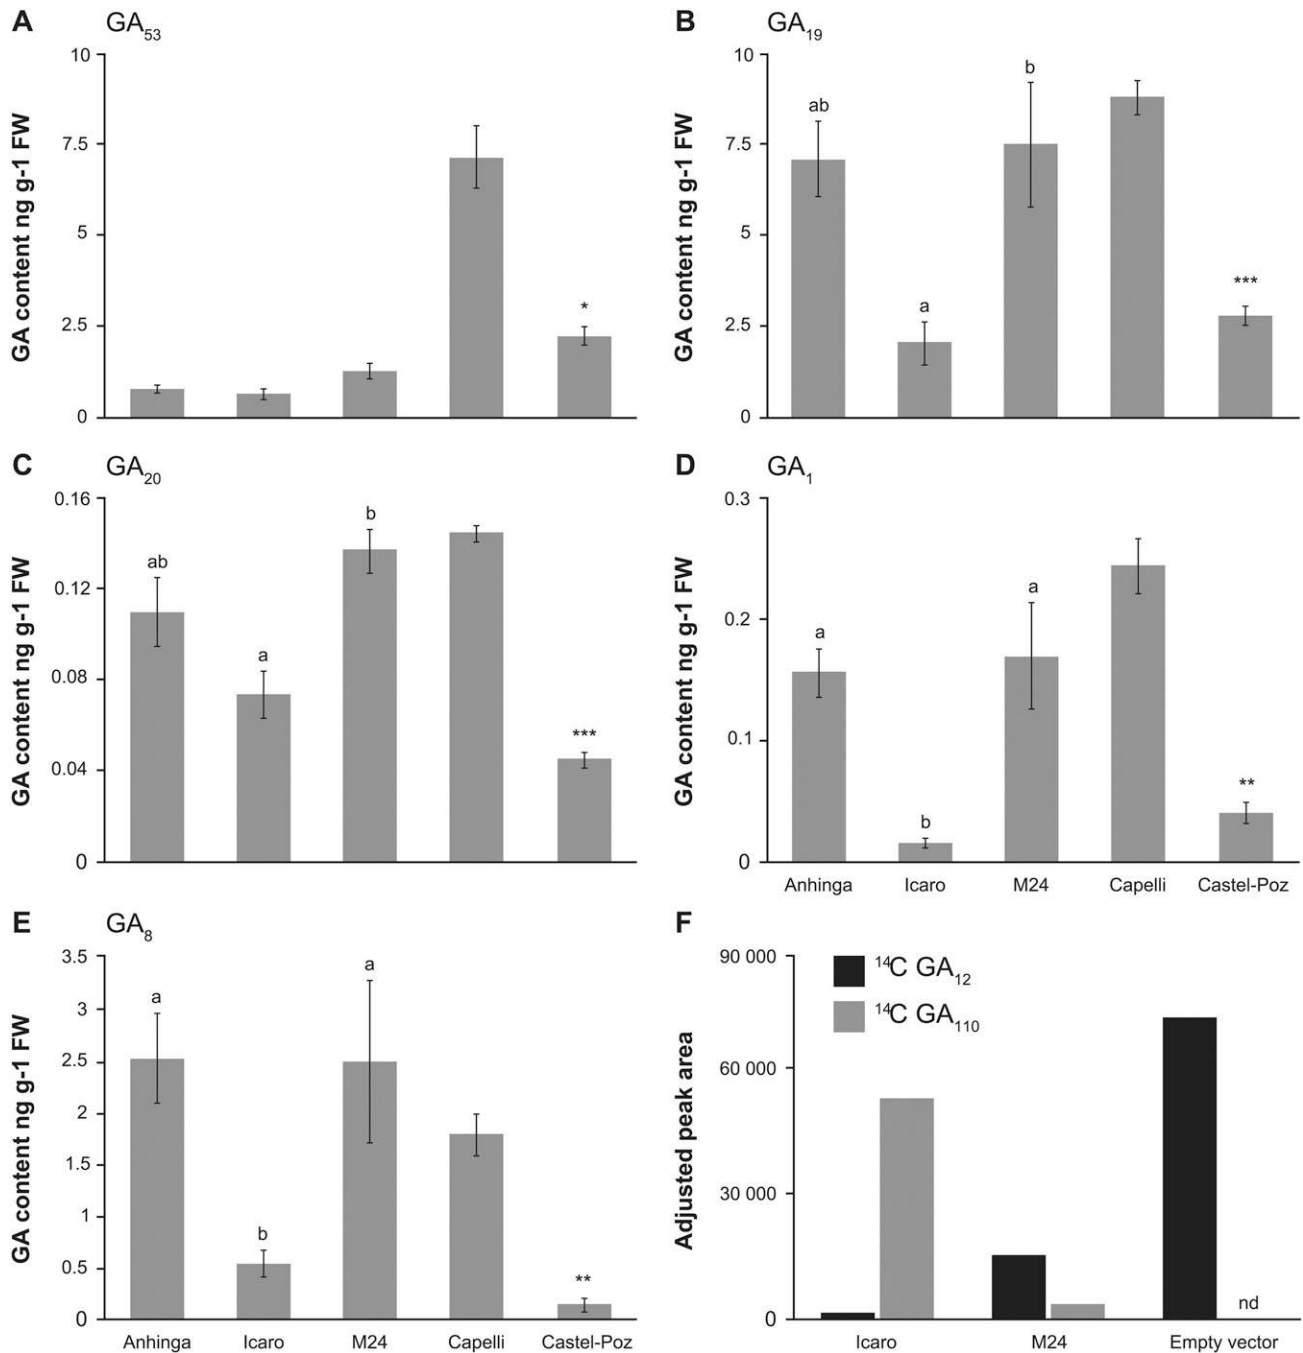 A GA53
GA content ng g-1 FW
10
7.5
5
2.5
0
*
B GA19
GA content ng g-1 FW
10
7.5
5
2.5
0
ab
a
b
***
C GA20
GA content ng g-1 FW
0.16
0.12
0.08
0.04
0
ab
a
b
***
D GA1
GA content ng g-1 FW
0.3
0.2
0.1
0
a
b
a
**
Anhinga Icaro M24 Capelli Castel-Poz
E GA8
GA content ng g-1 FW
3.5
3
2.5
2
1.5
1
0.5
0
a
b
a
**
Anhinga Icaro M24 Capelli Castel-Poz
F
Adjusted peak area
90 000
60 000
30 000
0
14C GA12
14C GA110
nd
Icaro M24 Empty vector